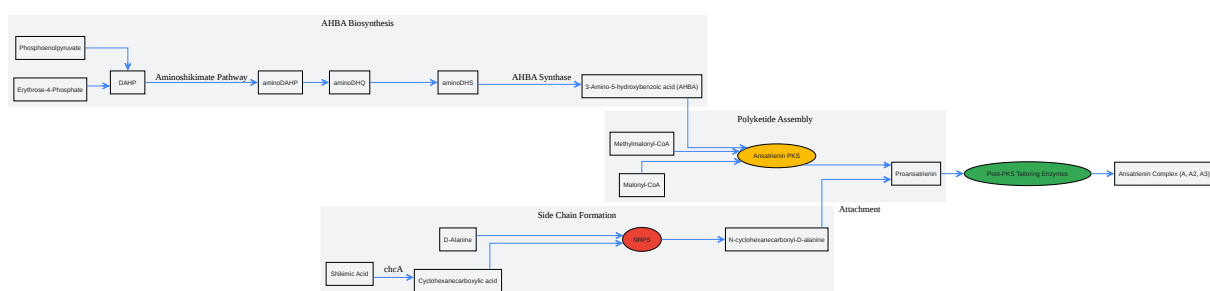 AHBA Biosynthesis
Phosphoenolpyruvate
Erythrose-4-Phosphate
DAHP
Aminoshikimate Pathway
aminoDAHP
aminoDHQ
aminoDHS
AHBA Synthase
3-Amino-5-hydroxybenzoic acid (AHBA)
Polyketide Assembly
Methylmalonyl-CoA
Malonyl-CoA
Ansatrienin PKS
Proansatrienin
Post-PKS Tailoring Enzymes
Ansatrienin Complex (A, A2, A3)
Attachment
Side Chain Formation
D-Alanine
NRPS
N-cyclohexanecarbonyl-D-alanine
Shikimic Acid
chcA
Cyclohexanecarboxylic acid